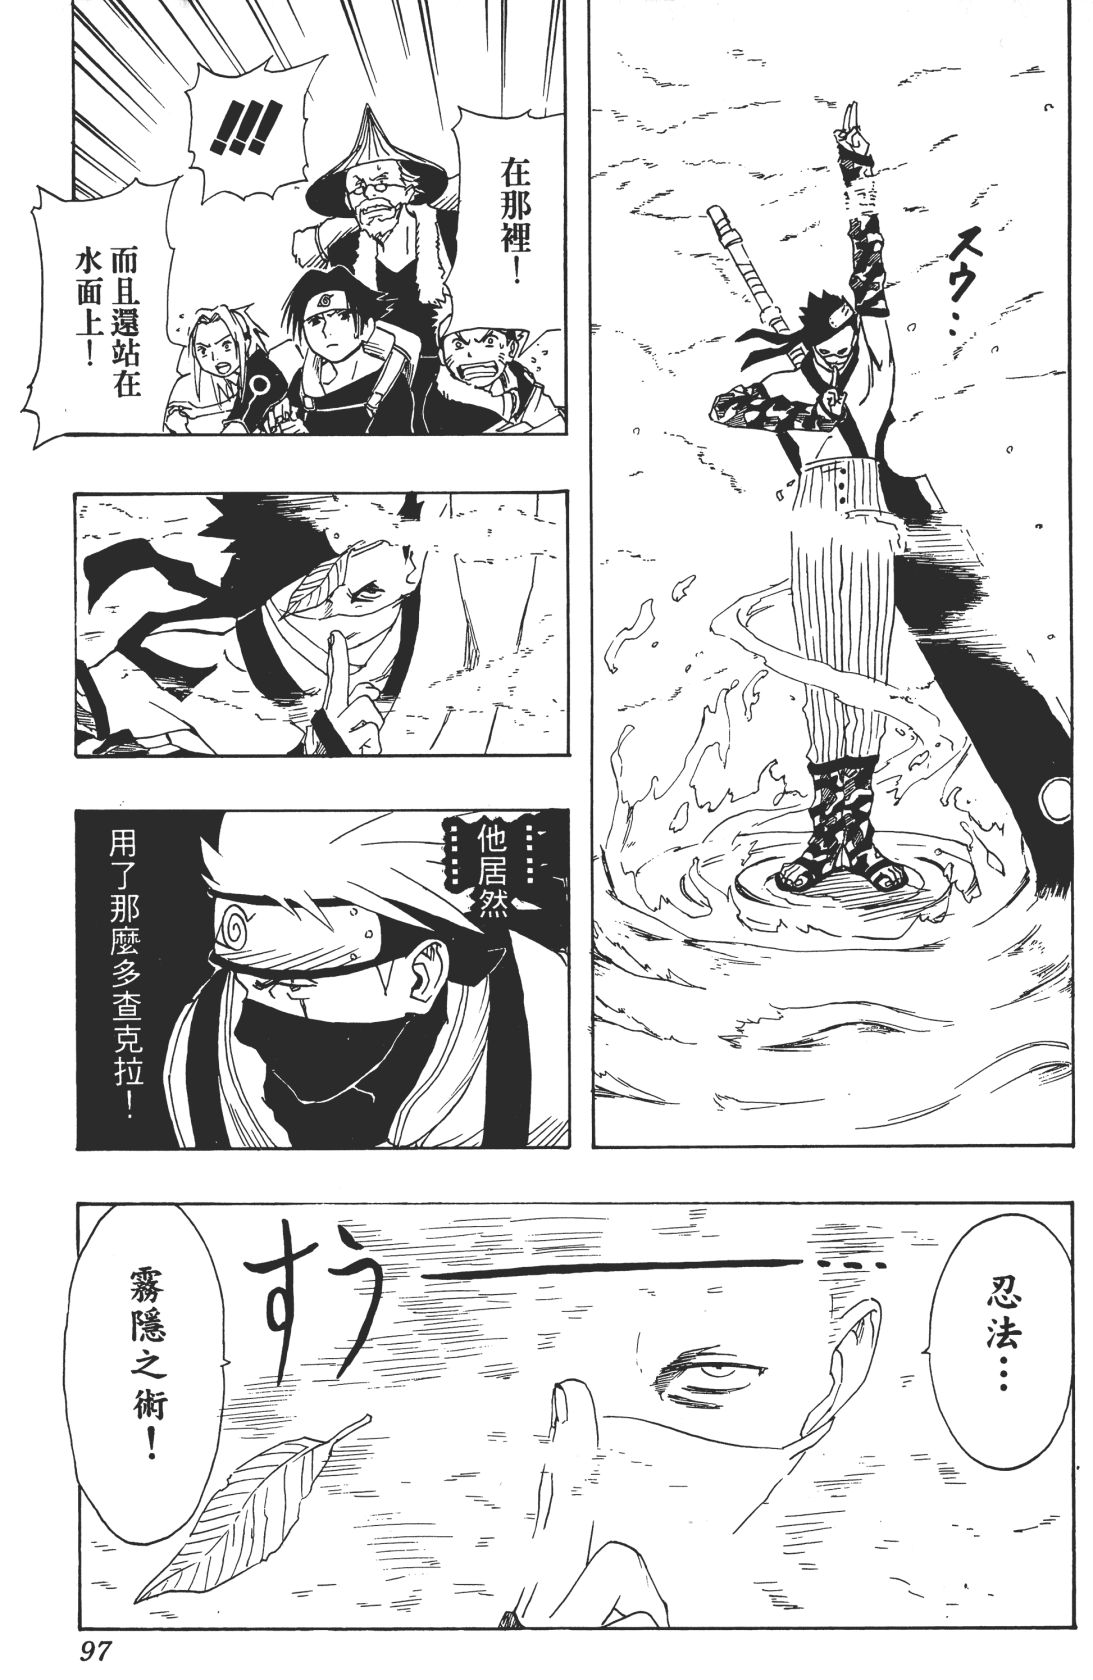 スウ…
在那裡！
!!!
而且還站在
水面上！
……他居然……
用了那麼多查克拉！
忍法…
すぅ―――…
霧隱之術！
97